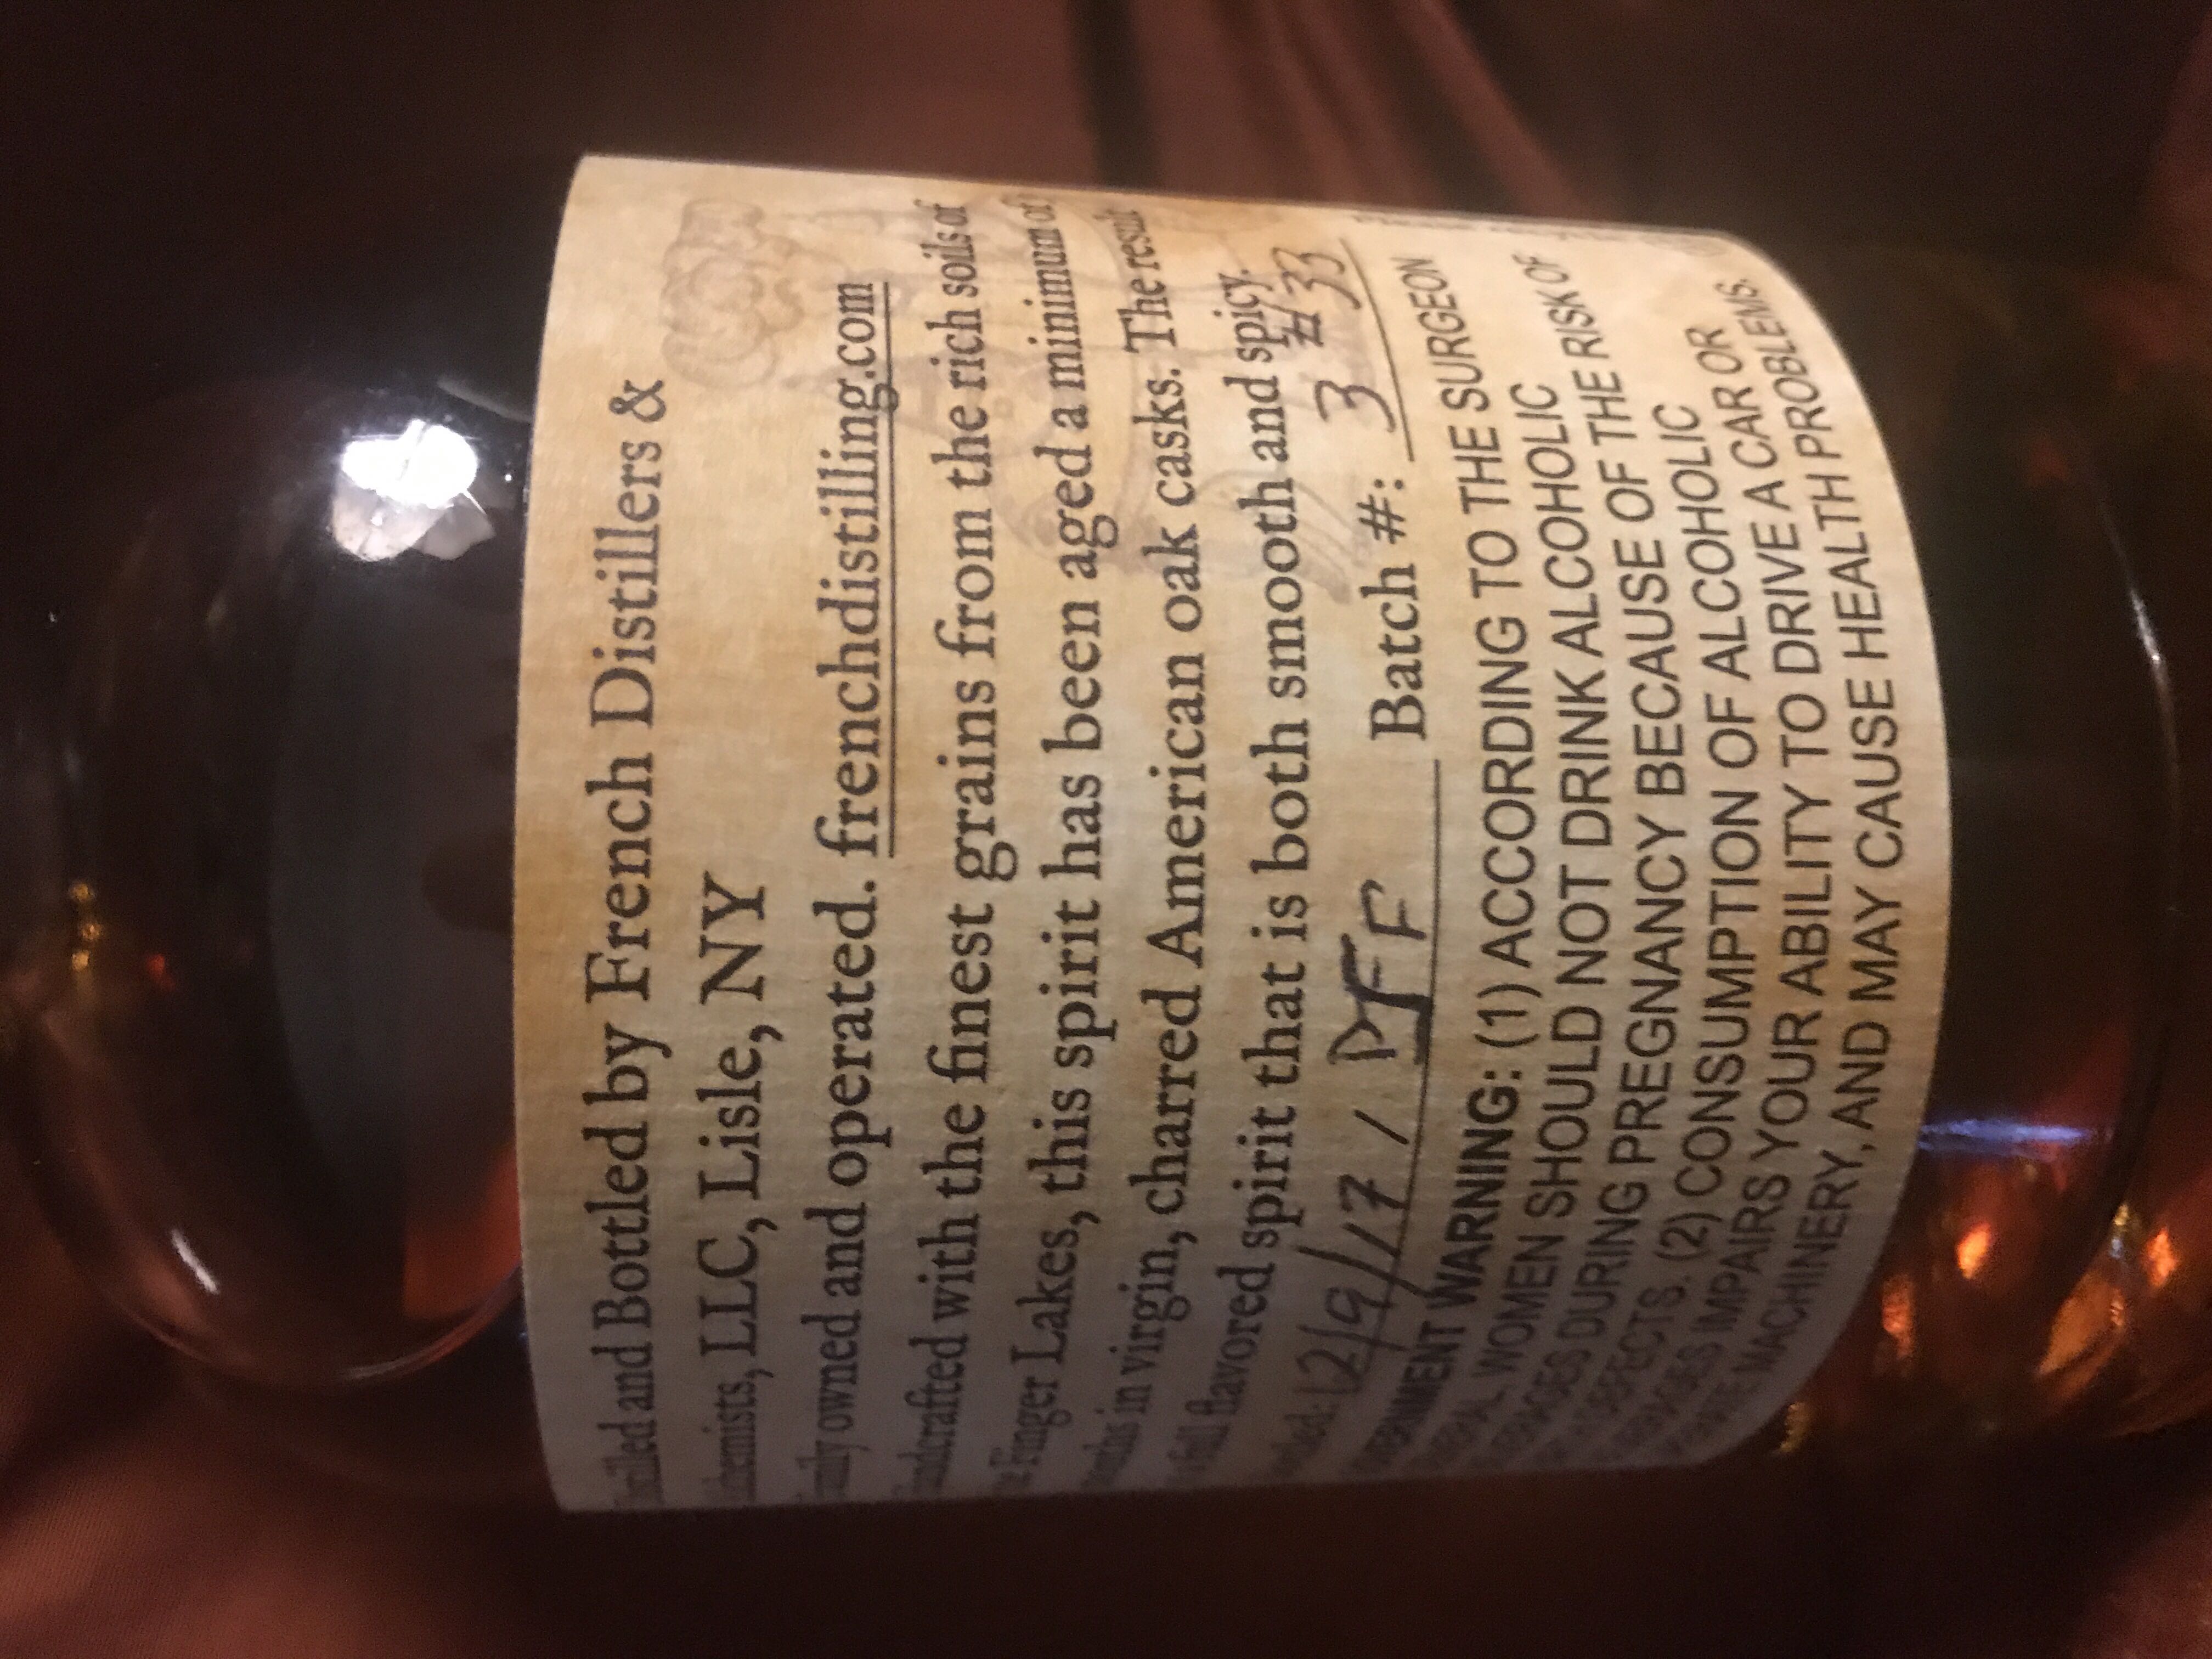 and Bottled by French Distillers &
LLC, Lisle, NY
owned and operated. frenchdistilling.com
with the finest grains from the rich soils of
Finger Lakes, this spirit has been aged a minimum of
in virgin, charred American oak casks. The result
full flavored spirit that is both smooth and spicy.
12/9/17 / DFF Batch #: 3 #33
WARNING: (1) ACCORDING TO THE SURGEON
WOMEN SHOULD NOT DRINK ALCOHOLIC
DURING PREGNANCY BECAUSE OF THE RISK OF
DEFECTS. (2) CONSUMPTION OF ALCOHOLIC
IMPAIRS YOUR ABILITY TO DRIVE A CAR OR
MACHINERY, AND MAY CAUSE HEALTH PROBLEMS.